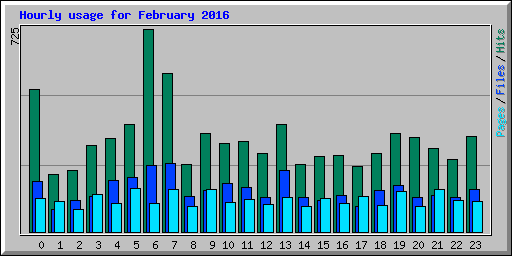 Hourly usage for February 2016
725
Pages / Files / Hits
0 1 2 3 4 5 6 7 8 9 10 11 12 13 14 15 16 17 18 19 20 21 22 23